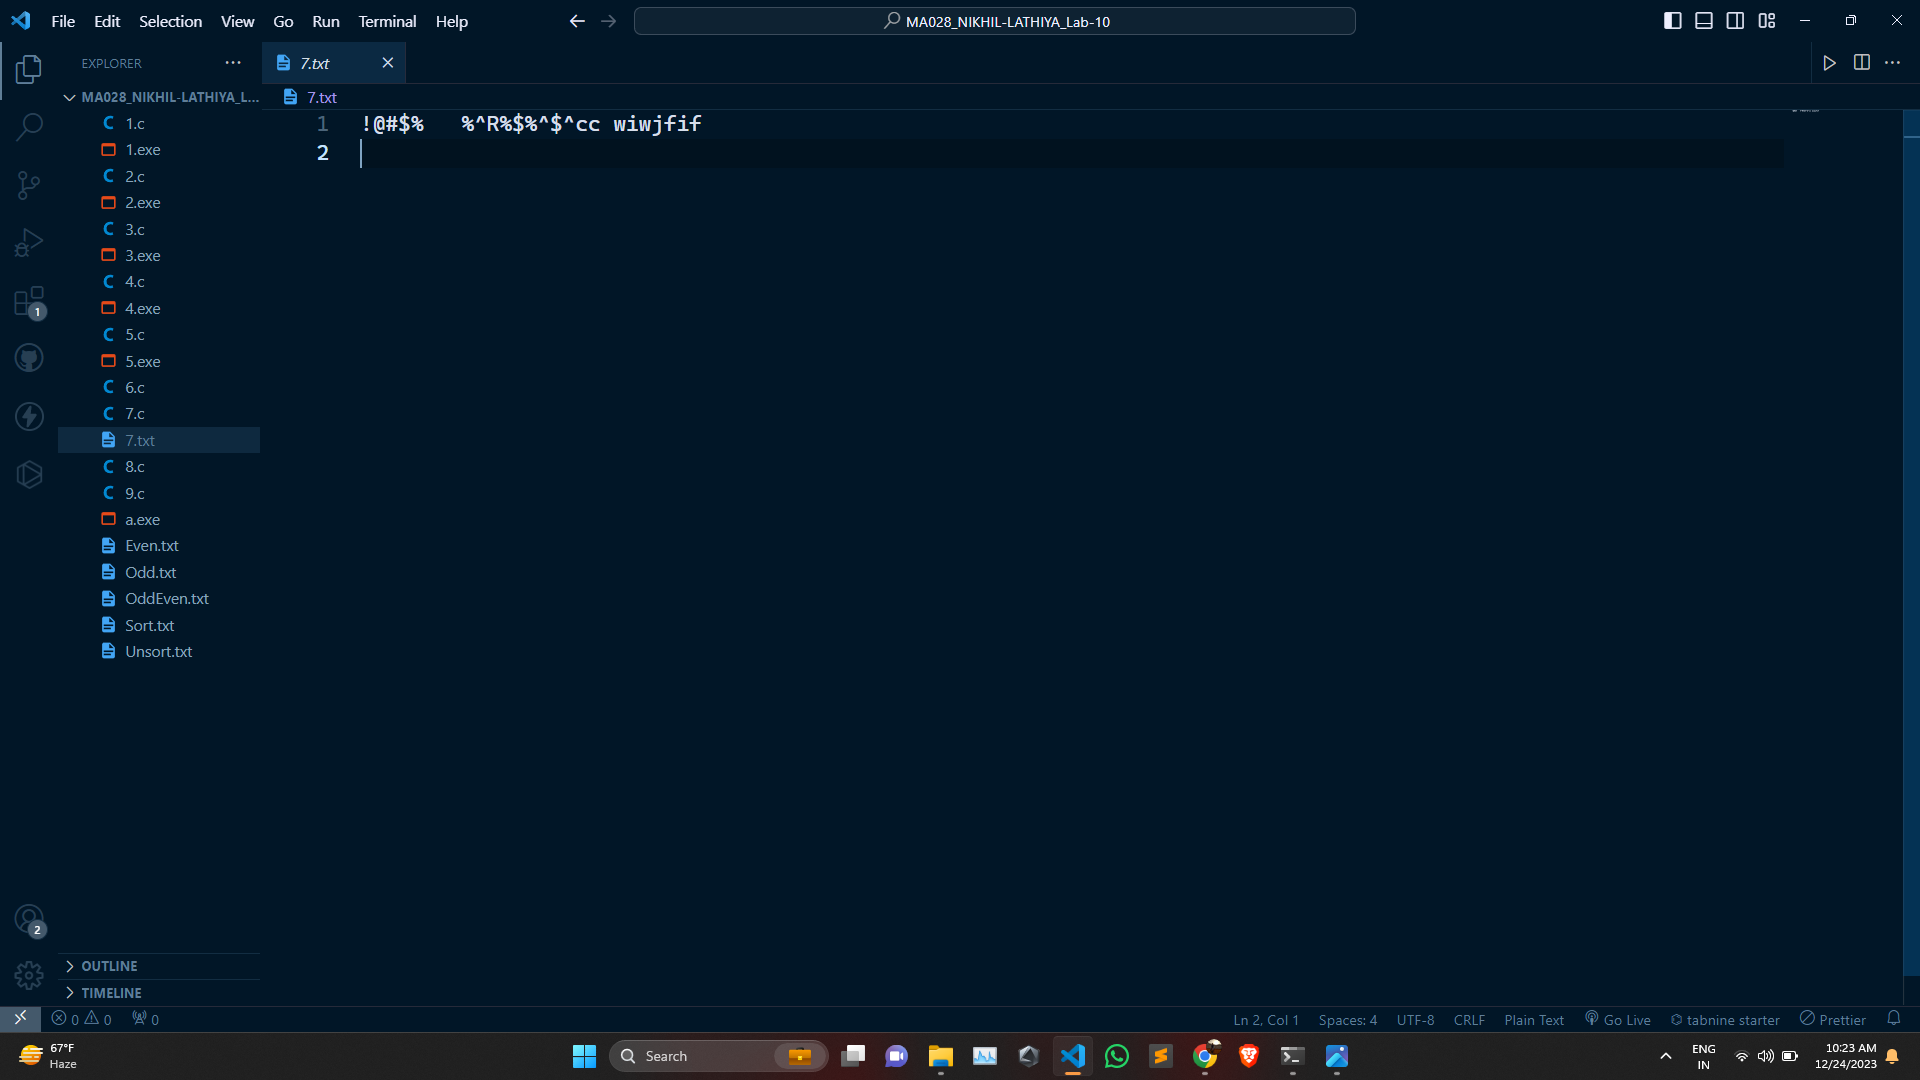 File Edit Selection View Go Run Terminal Help
MA028_NIKHIL-LATHIYA_Lab-10
EXPLORER
7.txt
MA028_NIKHIL-LATHIYA_L...
7.txt
1.c
1.exe
2.c
2.exe
3.c
3.exe
4.c
4.exe
5.c
5.exe
6.c
7.c
7.txt
8.c
9.c
a.exe
Even.txt
Odd.txt
OddEven.txt
Sort.txt
Unsort.txt
1 !@#$%   %^R%$%^$^cc wiwjfif
2
1
2
OUTLINE
TIMELINE
0 0 0
Ln 2, Col 1 Spaces: 4 UTF-8 CRLF Plain Text Go Live tabnine starter Prettier
67°F
Haze
Search
ENG
IN
10:23 AM
12/24/2023